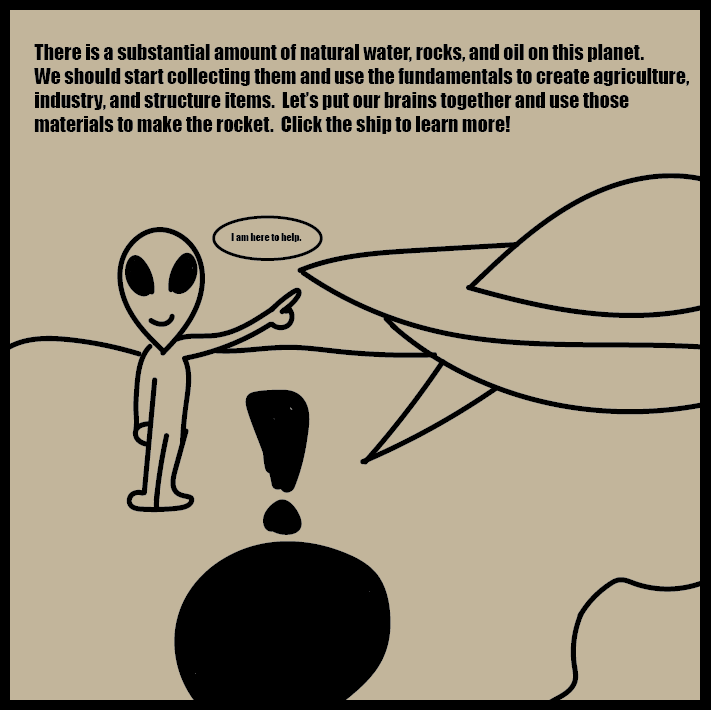 There is a substantial amount of natural water, rocks, and oil on this planet.
We should start collecting them and use the fundamentals to create agriculture,
industry, and structure items.  Let's put our brains together and use those
materials to make the rocket.  Click the ship to learn more!
I am here to help.